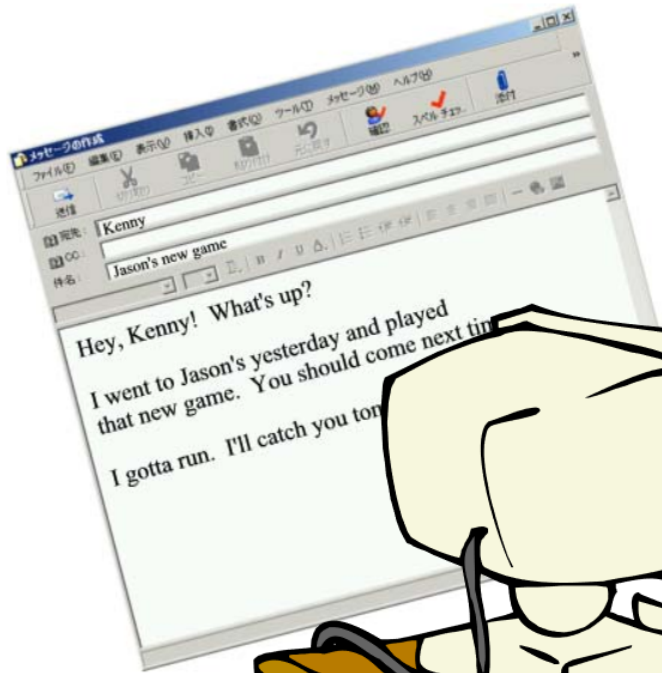 メッセージの作成
ファイル(F) 編集(E) 表示(V) 挿入(I) 書式(O) ツール(T) メッセージ(M) ヘルプ(H)
送信 切り取り コピー 貼り付け 元に戻す 確認 スペル チェッ... 添付
宛先: Kenny
CC:
件名: Jason's new game
B I U A
Hey, Kenny! What's up?
I went to Jason's yesterday and played
that new game. You should come next
I gotta run. I'll catch you